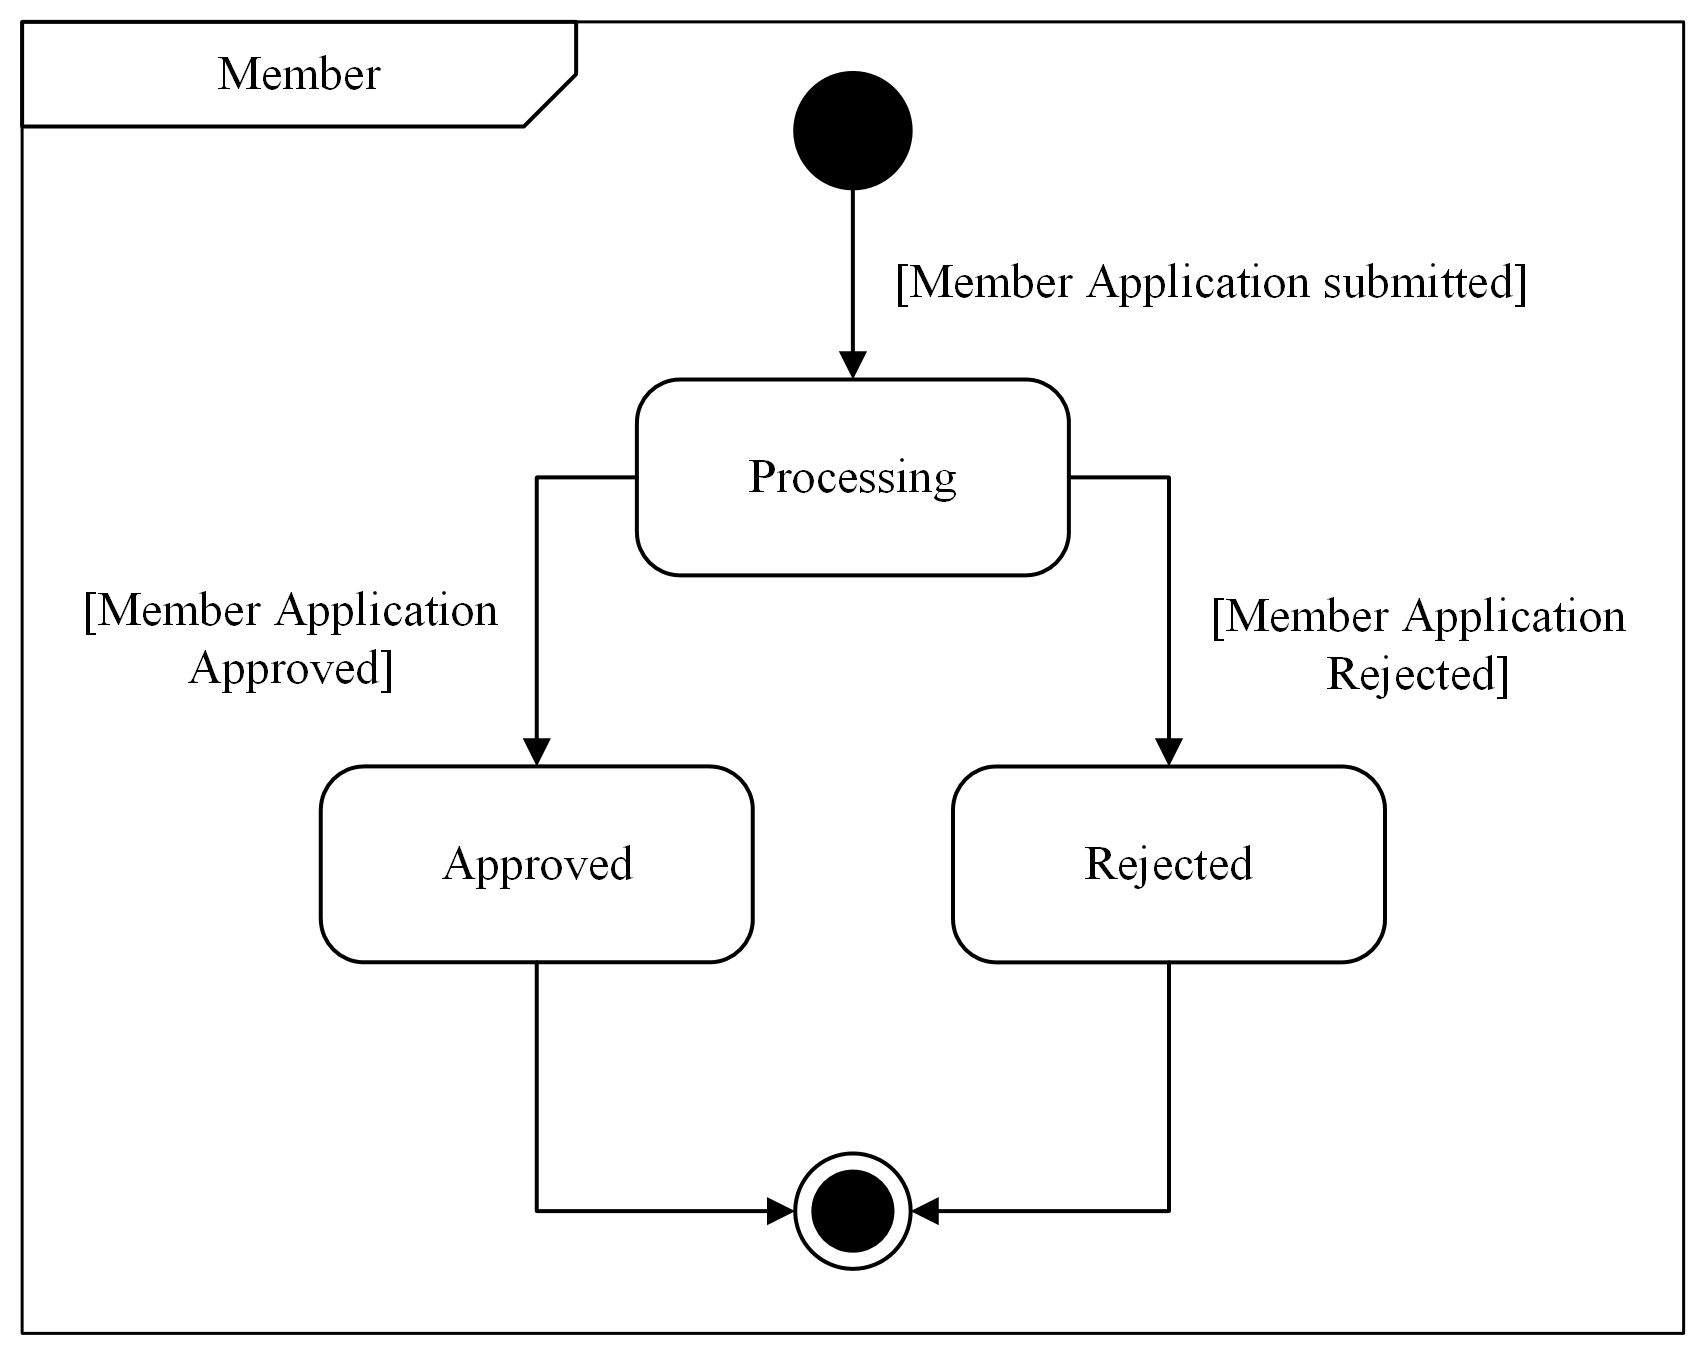 Member
[Member Application submitted]
Processing
[Member Application
Approved]
[Member Application
Rejected]
Approved
Rejected